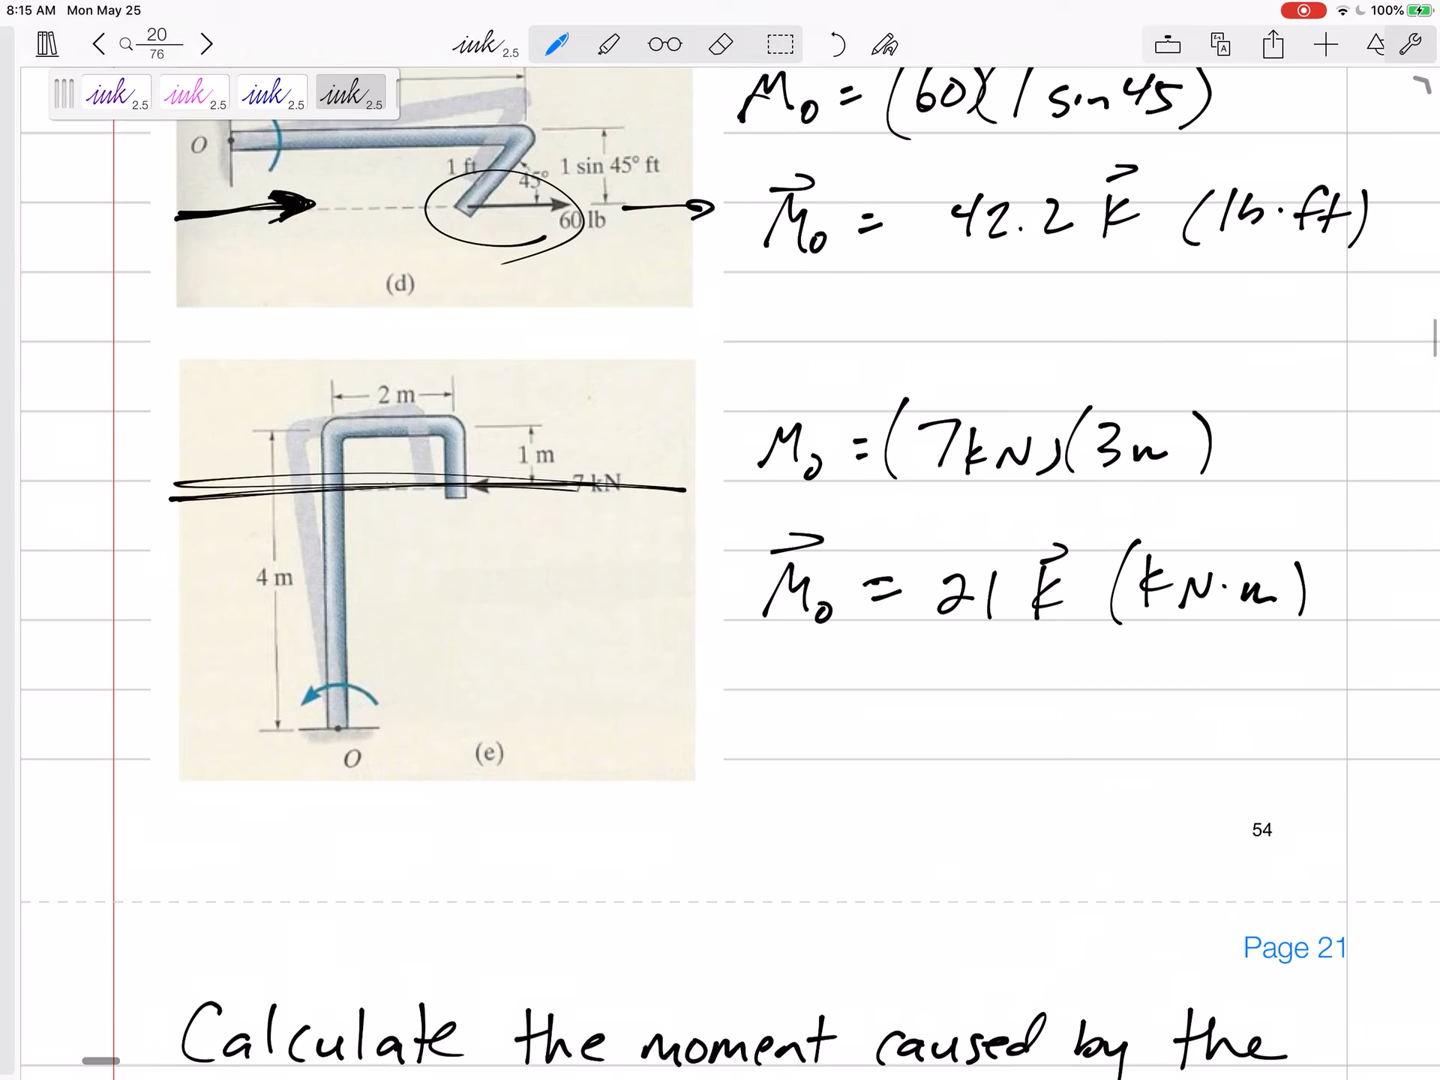 8:15 AM Mon May 25
100%
20
76
ink 2.5
ink 2.5 ink 2.5 ink 2.5 ink 2.5
M₀ = (60)(1 sin 45)
O
1 ft
45°
1 sin 45° ft
60 lb
(d)
M⃗₀ = 42.2 k⃗ (lb·ft)
2 m
1 m
7 kN
4 m
O
(e)
M₀ = (7kN)(3m)
M⃗₀ = 21 k⃗ (kN·m)
54
Page 21
Calculate the moment caused by the